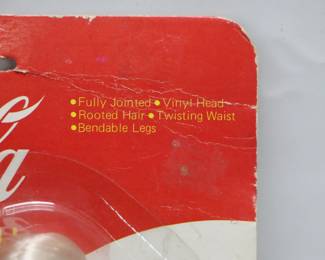 •Fully Jointed •Vinyl Head
•Rooted Hair •Twisting Waist
•Bendable Legs